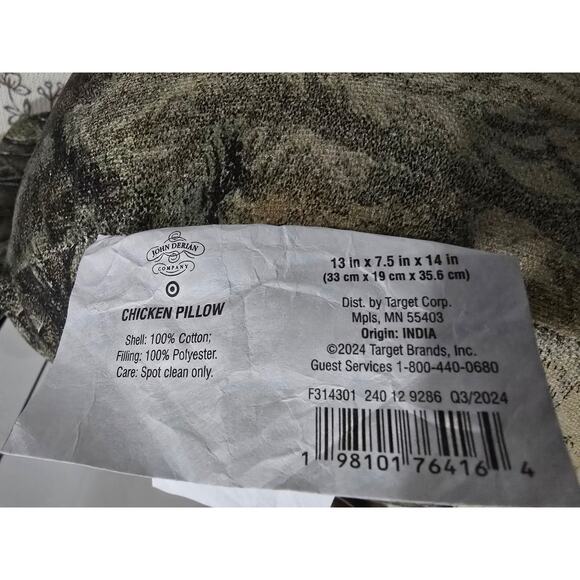 JOHN DERIAN
COMPANY
CHICKEN PILLOW
Shell: 100% Cotton;
Filling: 100% Polyester.
Care: Spot clean only.
13 in x 7.5 in x 14 in
(33 cm x 19 cm x 35.6 cm)
Dist. by Target Corp.
Mpls, MN 55403
Origin: INDIA
©2024 Target Brands, Inc.
Guest Services 1-800-440-0680
F314301 240 12 9286 Q3/2024
1 98101 76416 4